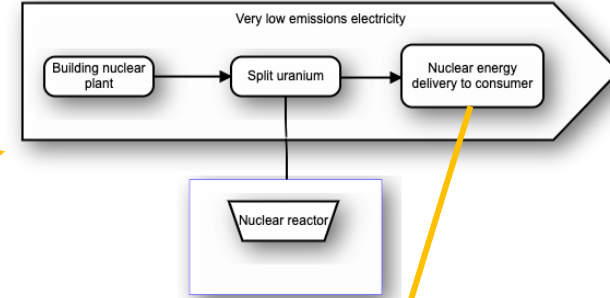 Very low emissions electricity
Building nuclear
plant
Split uranium
Nuclear energy
delivery to consumer
Nuclear reactor